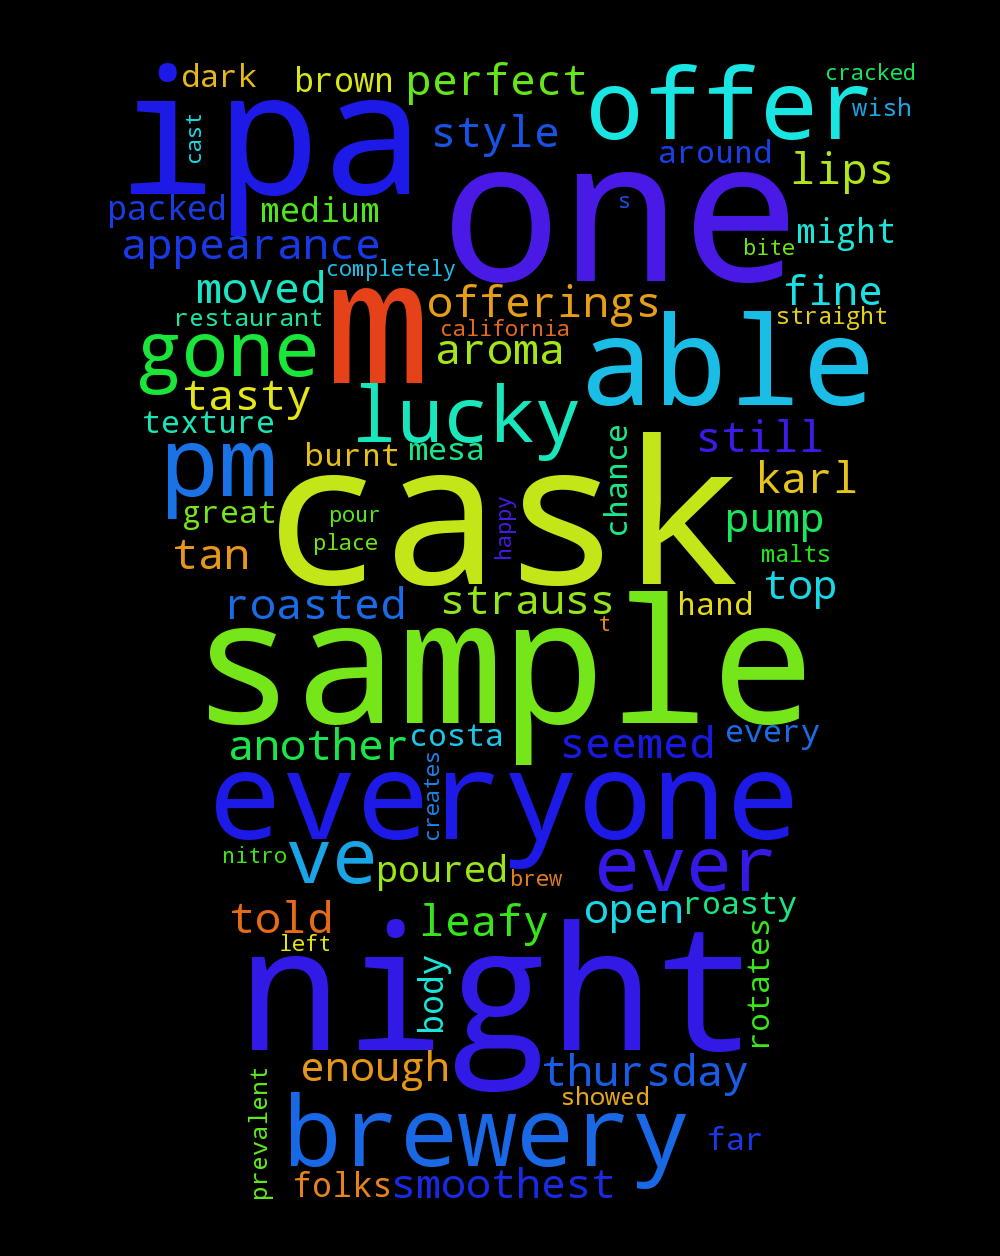 dark
brown
perfect
offer
cracked
wish
ipa
cast
style
around
lips
one
s
packed
medium
appearance
might
bite
completely
moved
m
offerings
fine
restaurant
california
straight
gone
aroma
able
tasty
lucky
texture
pm
burnt
mesa
still
chance
cask
karl
great
pour
happy
pump
place
tan
malts
top
roasted
strauss
hand
t
sample
another
costa
seemed
every
creates
everyone
nitro
ve
poured
brew
ever
told
leafy
open
roasty
left
night
body
rotates
enough
thursday
showed
prevalent
brewery
far
folks
smoothest